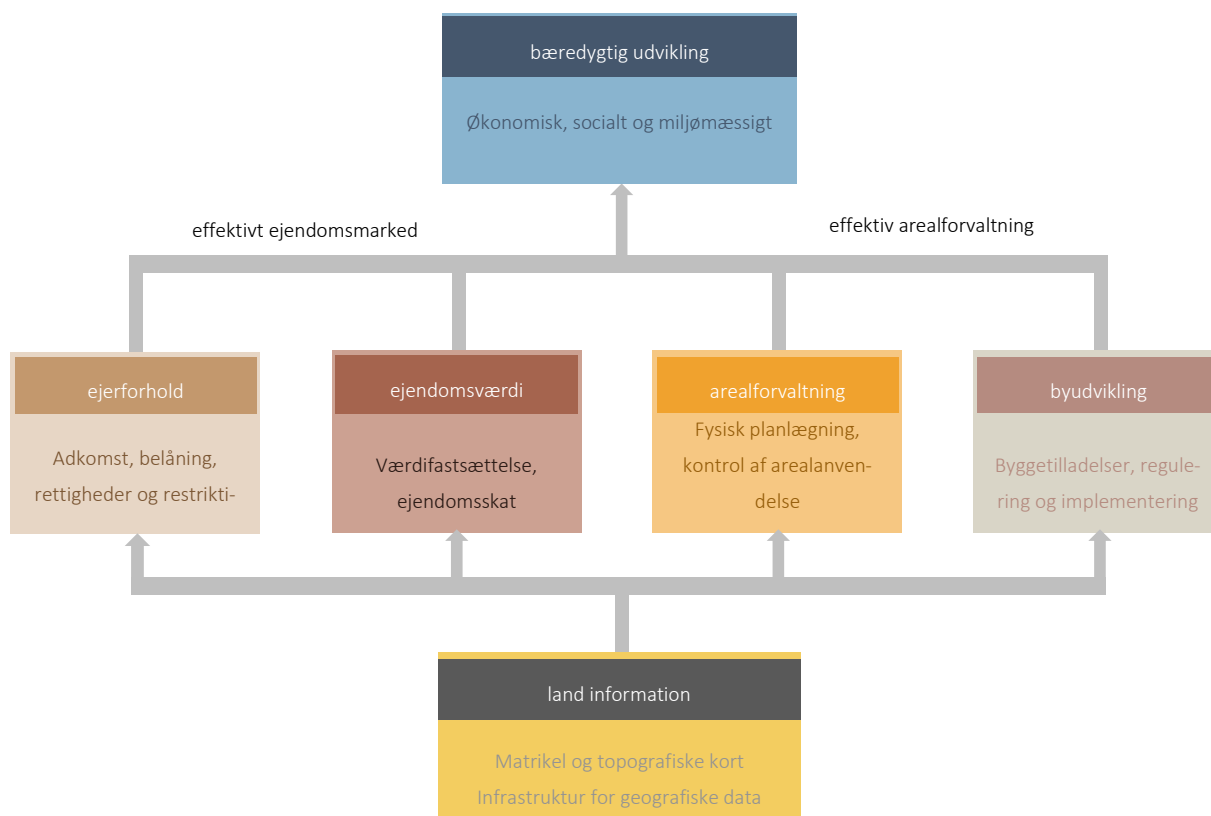 bæredygtig udvikling
Økonomisk, socialt og miljømæssigt
effektivt ejendomsmarked
effektiv arealforvaltning
ejerforhold
Adkomst, belåning,
rettigheder og restrikti-
ejendomsværdi
Værdifastsættelse,
ejendomsskat
arealforvaltning
Fysisk planlægning,
kontrol af arealanven-
delse
byudvikling
Byggetilladelser, regule-
ring og implementering
land information
Matrikel og topografiske kort
Infrastruktur for geografiske data